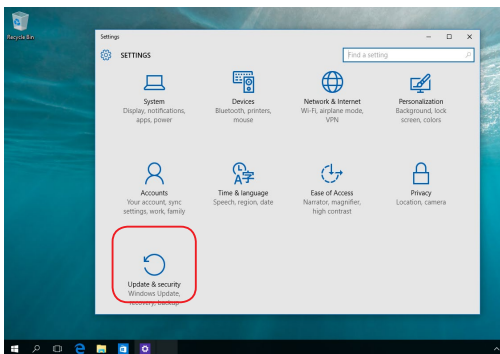 Recycle Bin
Settings
SETTINGS
Find a setting
System
Display, notifications,
apps, power
Devices
Bluetooth, printers,
mouse
Network & Internet
Wi-Fi, airplane mode,
VPN
Personalization
Background, lock
screen, colors
Accounts
Your account, sync
settings, work, family
Time & language
Speech, region, date
Ease of Access
Narrator, magnifier,
high contrast
Privacy
Location, camera
Update & security
Windows Update,
recovery, backup